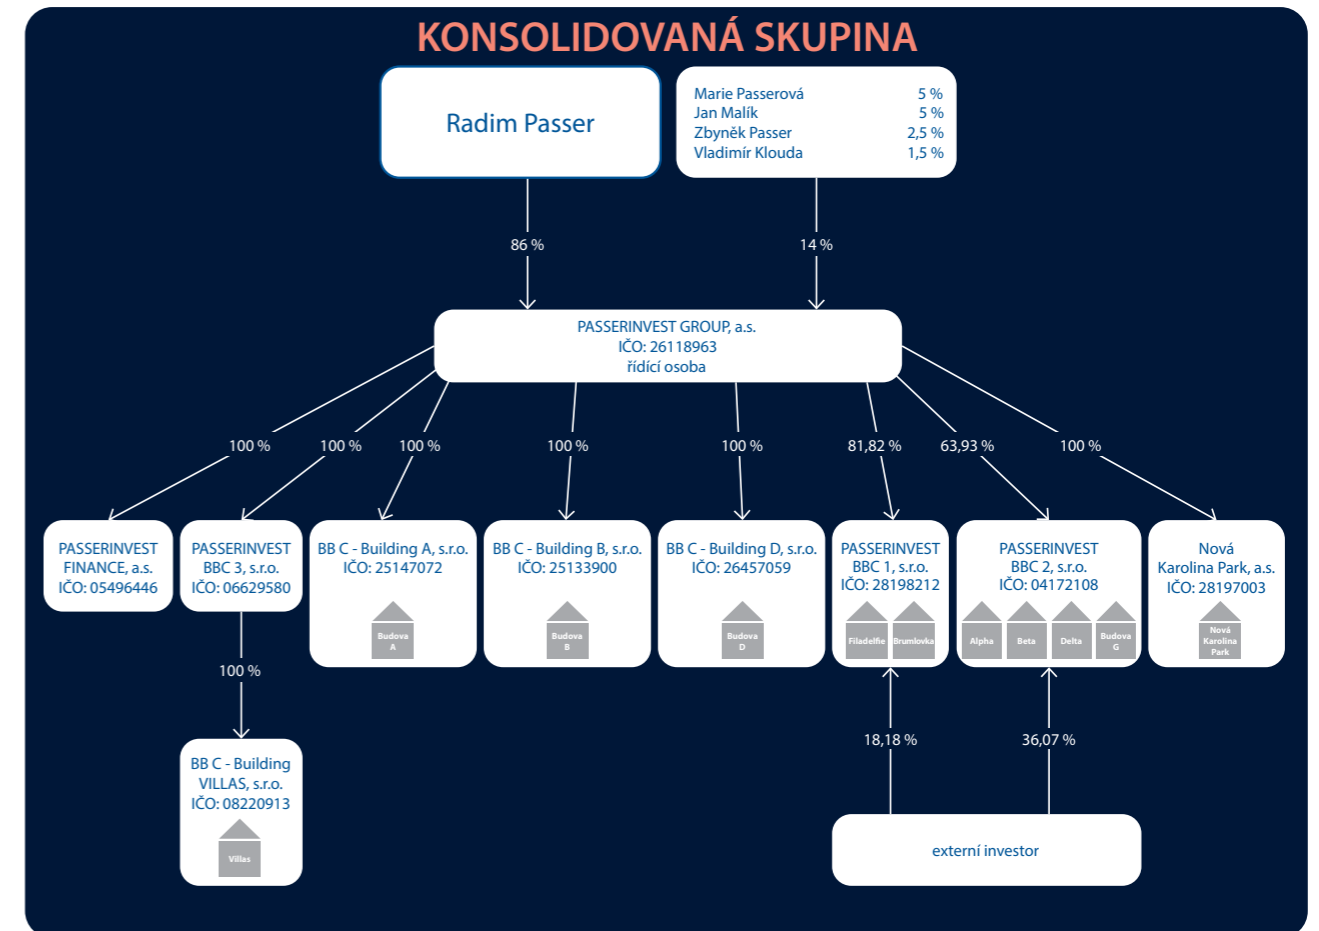 KONSOLIDOVANÁ SKUPINA
Radim Passer
Marie Passerová 5 %
Jan Malík 5 %
Zbyněk Passer 2,5 %
Vladimír Klouda 1,5 %
86 %
14 %
PASSERINVEST GROUP, a.s.
IČO: 26118963
řídící osoba
100 %
100 %
100 %
100 %
100 %
81,82 %
63,93 %
100 %
PASSERINVEST
FINANCE, a.s.
IČO: 05496446
PASSERINVEST
BBC 3, s.r.o.
IČO: 06629580
BB C - Building A, s.r.o.
IČO: 25147072
Budova
A
BB C - Building B, s.r.o.
IČO: 25133900
Budova
B
BB C - Building D, s.r.o.
IČO: 26457059
Budova
D
PASSERINVEST
BBC 1, s.r.o.
IČO: 28198212
Filadelfie
Brumlovka
PASSERINVEST
BBC 2, s.r.o.
IČO: 04172108
Alpha
Beta
Delta
Budova
G
Nová
Karolina Park, a.s.
IČO: 28197003
Nová
Karolina
Park
100 %
18,18 %
36,07 %
BB C - Building
VILLAS, s.r.o.
IČO: 08220913
Villas
externí investor